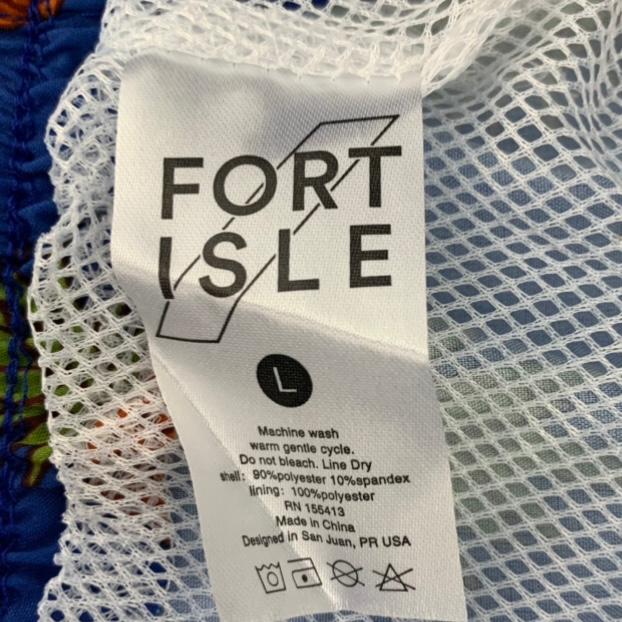 FORT
ISLE
L
Machine wash
warm gentle cycle.
Do not bleach. Line Dry
shell: 90%polyester 10%spandex
lining: 100%polyester
RN 156413
Made in China
Designed in San Juan, PR USA